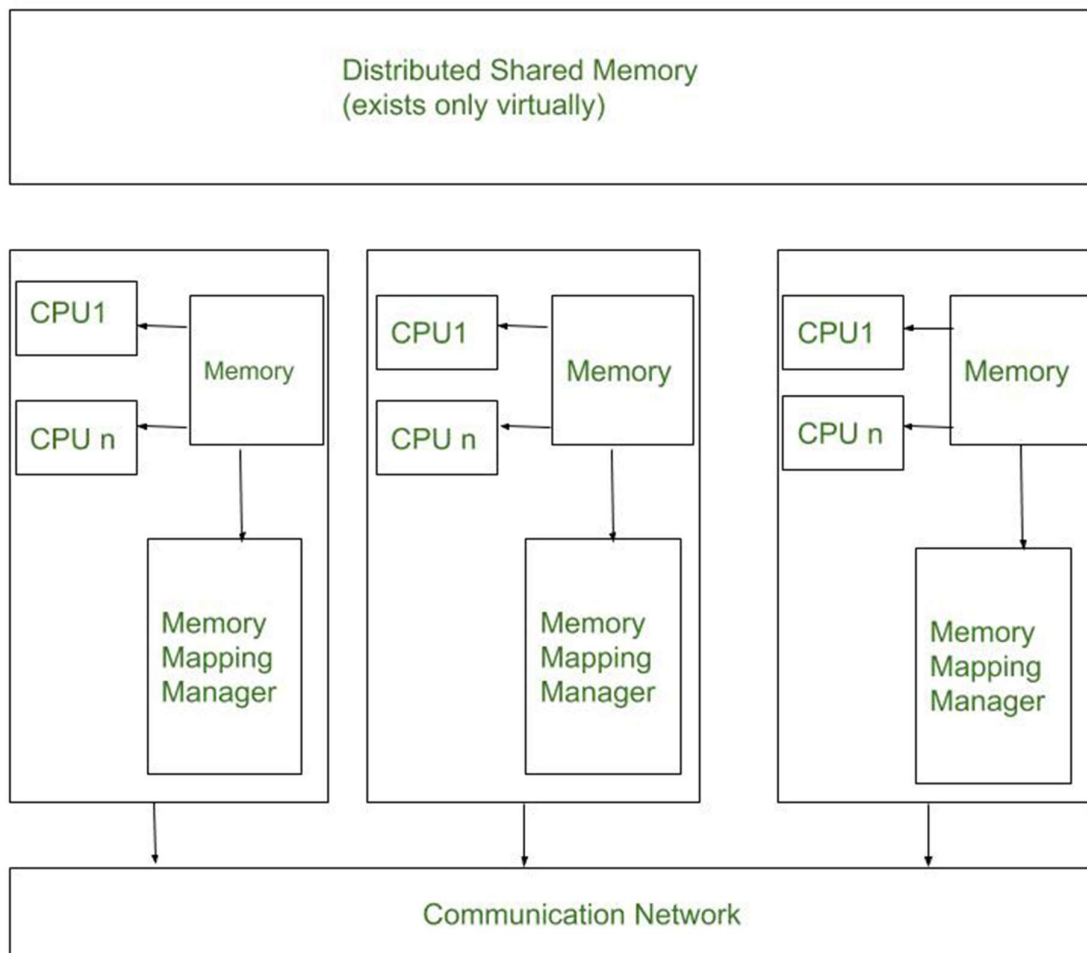 Distributed Shared Memory
(exists only virtually)
CPU1
Memory
CPU n
Memory
Mapping
Manager
CPU1
Memory
CPU n
Memory
Mapping
Manager
CPU1
Memory
CPU n
Memory
Mapping
Manager
Communication Network